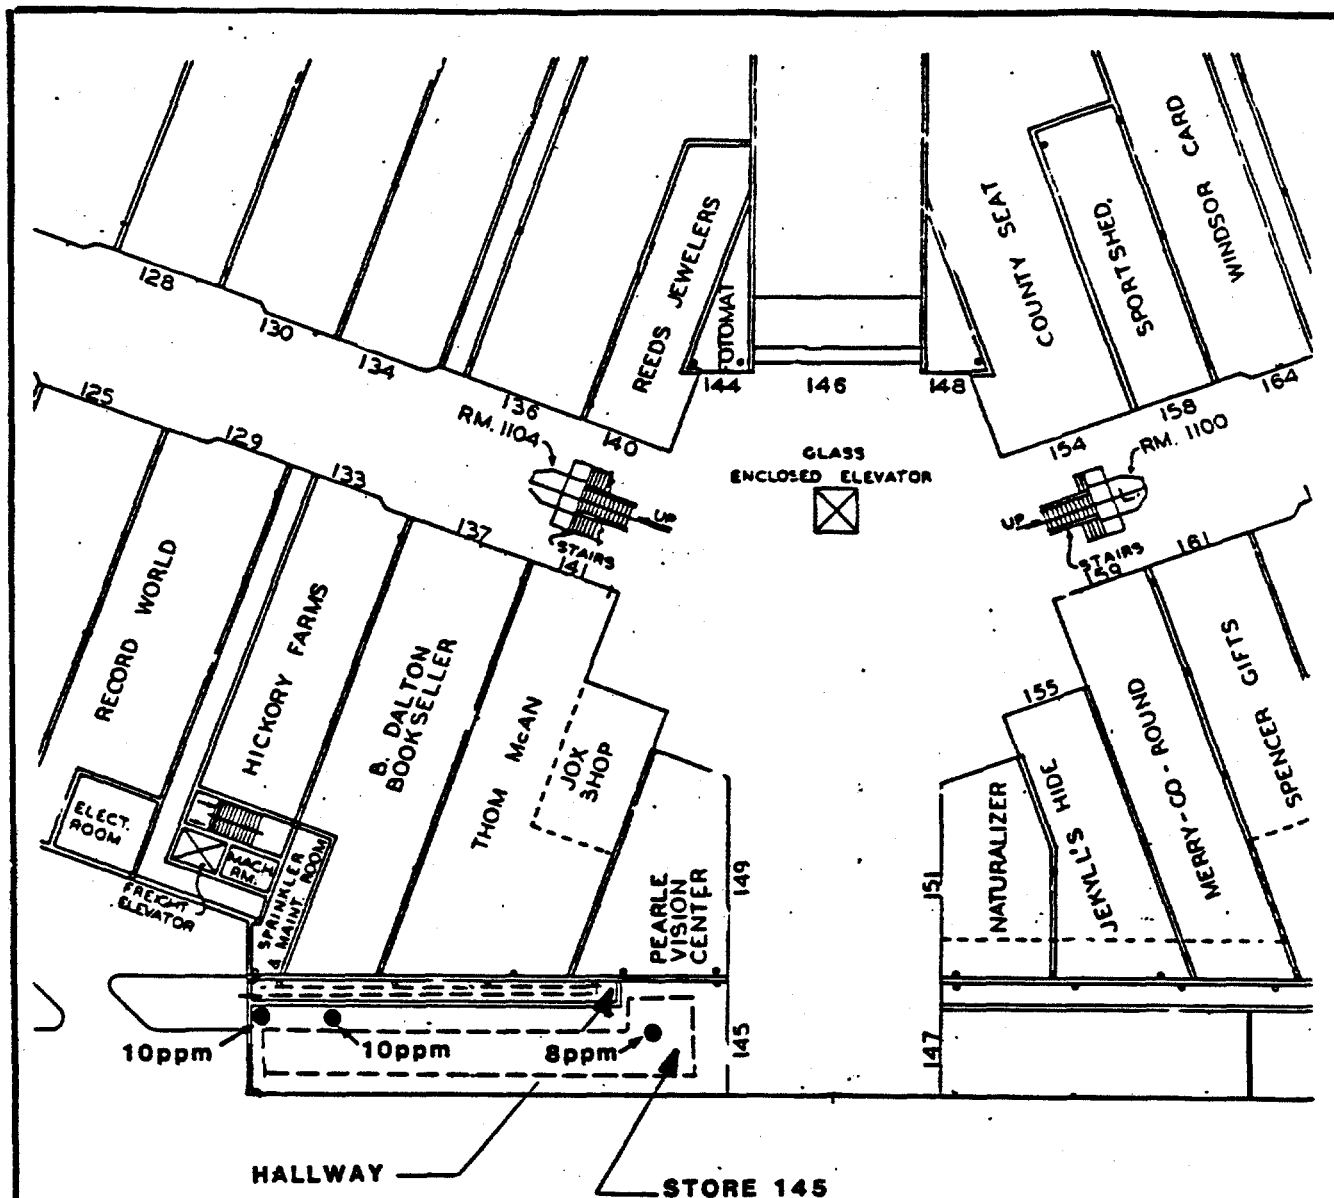 WINDSOR CARD
COUNTY SEAT
SPORTSHED.
REEDS JEWELERS
FOTOMAT
128
130
134
136
140
144
146
148
154
158
164
RM. 1104
RM. 1100
125
129
133
137
141
GLASS
ENCLOSED ELEVATOR
UP
STAIRS
UP
STAIRS
159
161
RECORD WORLD
HICKORY FARMS
B. DALTON
BOOKSELLER
THOM McAN
JOX
SHOP
155
NATURALIZER
JEKYLL'S HIDE
MERRY-GO-ROUND
SPENCER GIFTS
ELECT.
ROOM
MACH.
RM.
FREIGHT
ELEVATOR
SPRINKLER
& MAINT. ROOM
PEARLE
VISION
CENTER
149
151
145
147
10ppm
10ppm
8ppm
HALLWAY
STORE 145